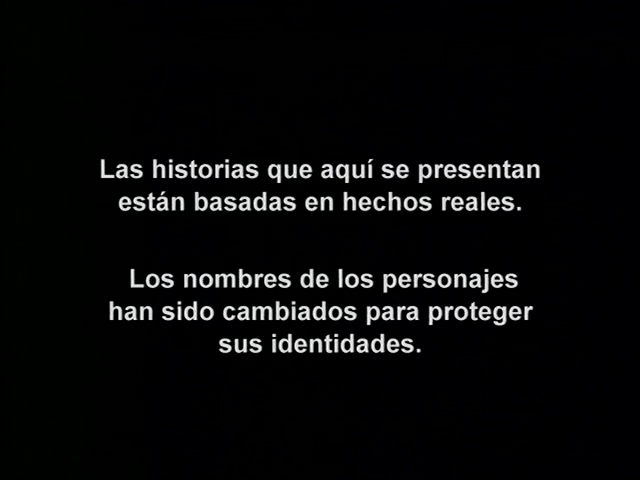 Las historias que aquí se presentan
están basadas en hechos reales.
Los nombres de los personajes
han sido cambiados para proteger
sus identidades.